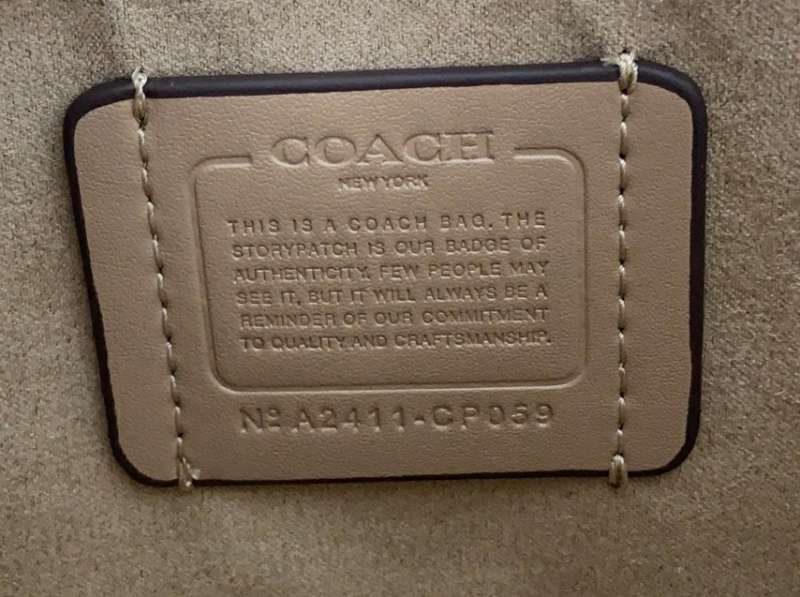 COACH
NEW YORK
THIS IS A COACH BAG. THE
STORYPATCH IS OUR BADGE OF
AUTHENTICITY. FEW PEOPLE MAY
SEE IT, BUT IT WILL ALWAYS BE A
REMINDER OF OUR COMMITMENT
TO QUALITY AND CRAFTSMANSHIP.
Nº A2411-CP059